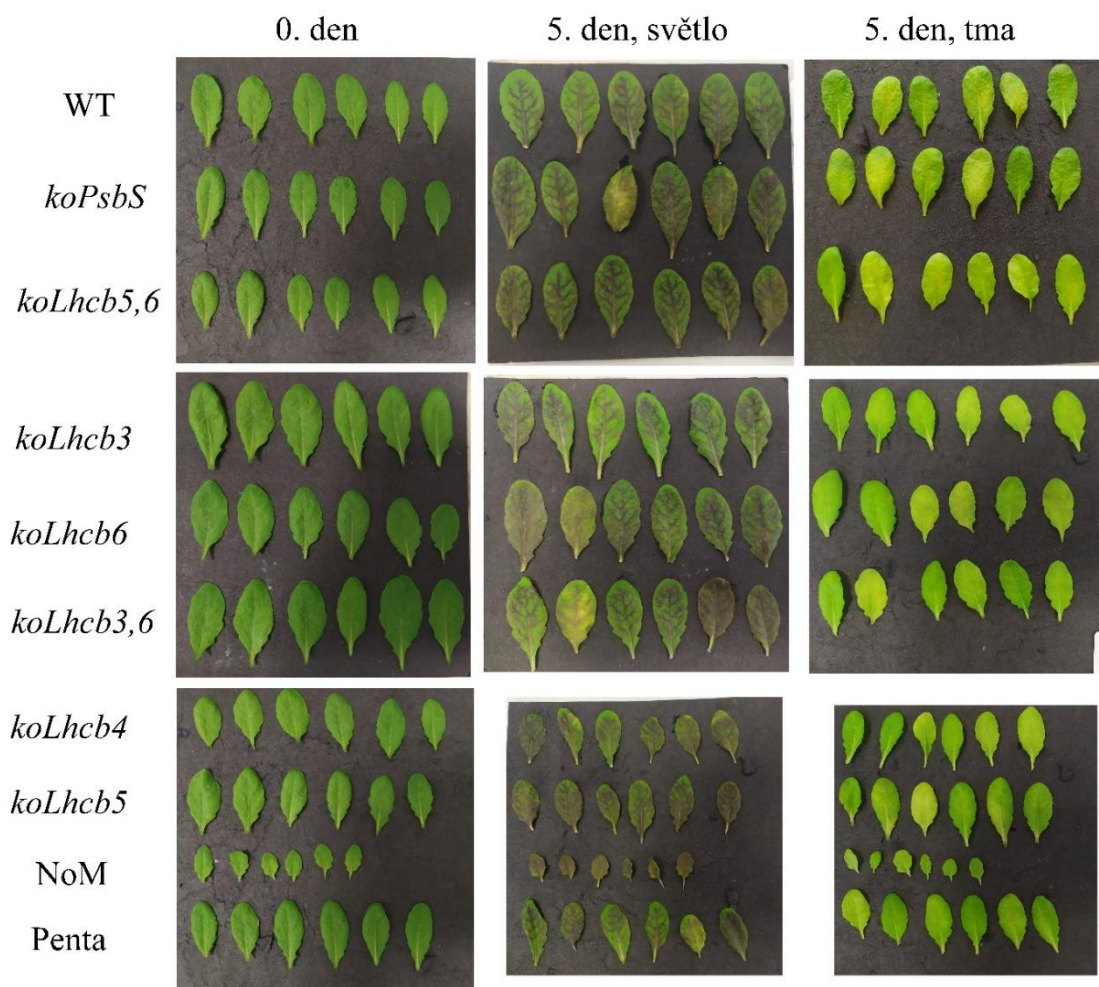 0. den
5. den, světlo
5. den, tma
WT
koPsbS
koLhcb5,6
koLhcb3
koLhcb6
koLhcb3,6
koLhcb4
koLhcb5
NoM
Penta